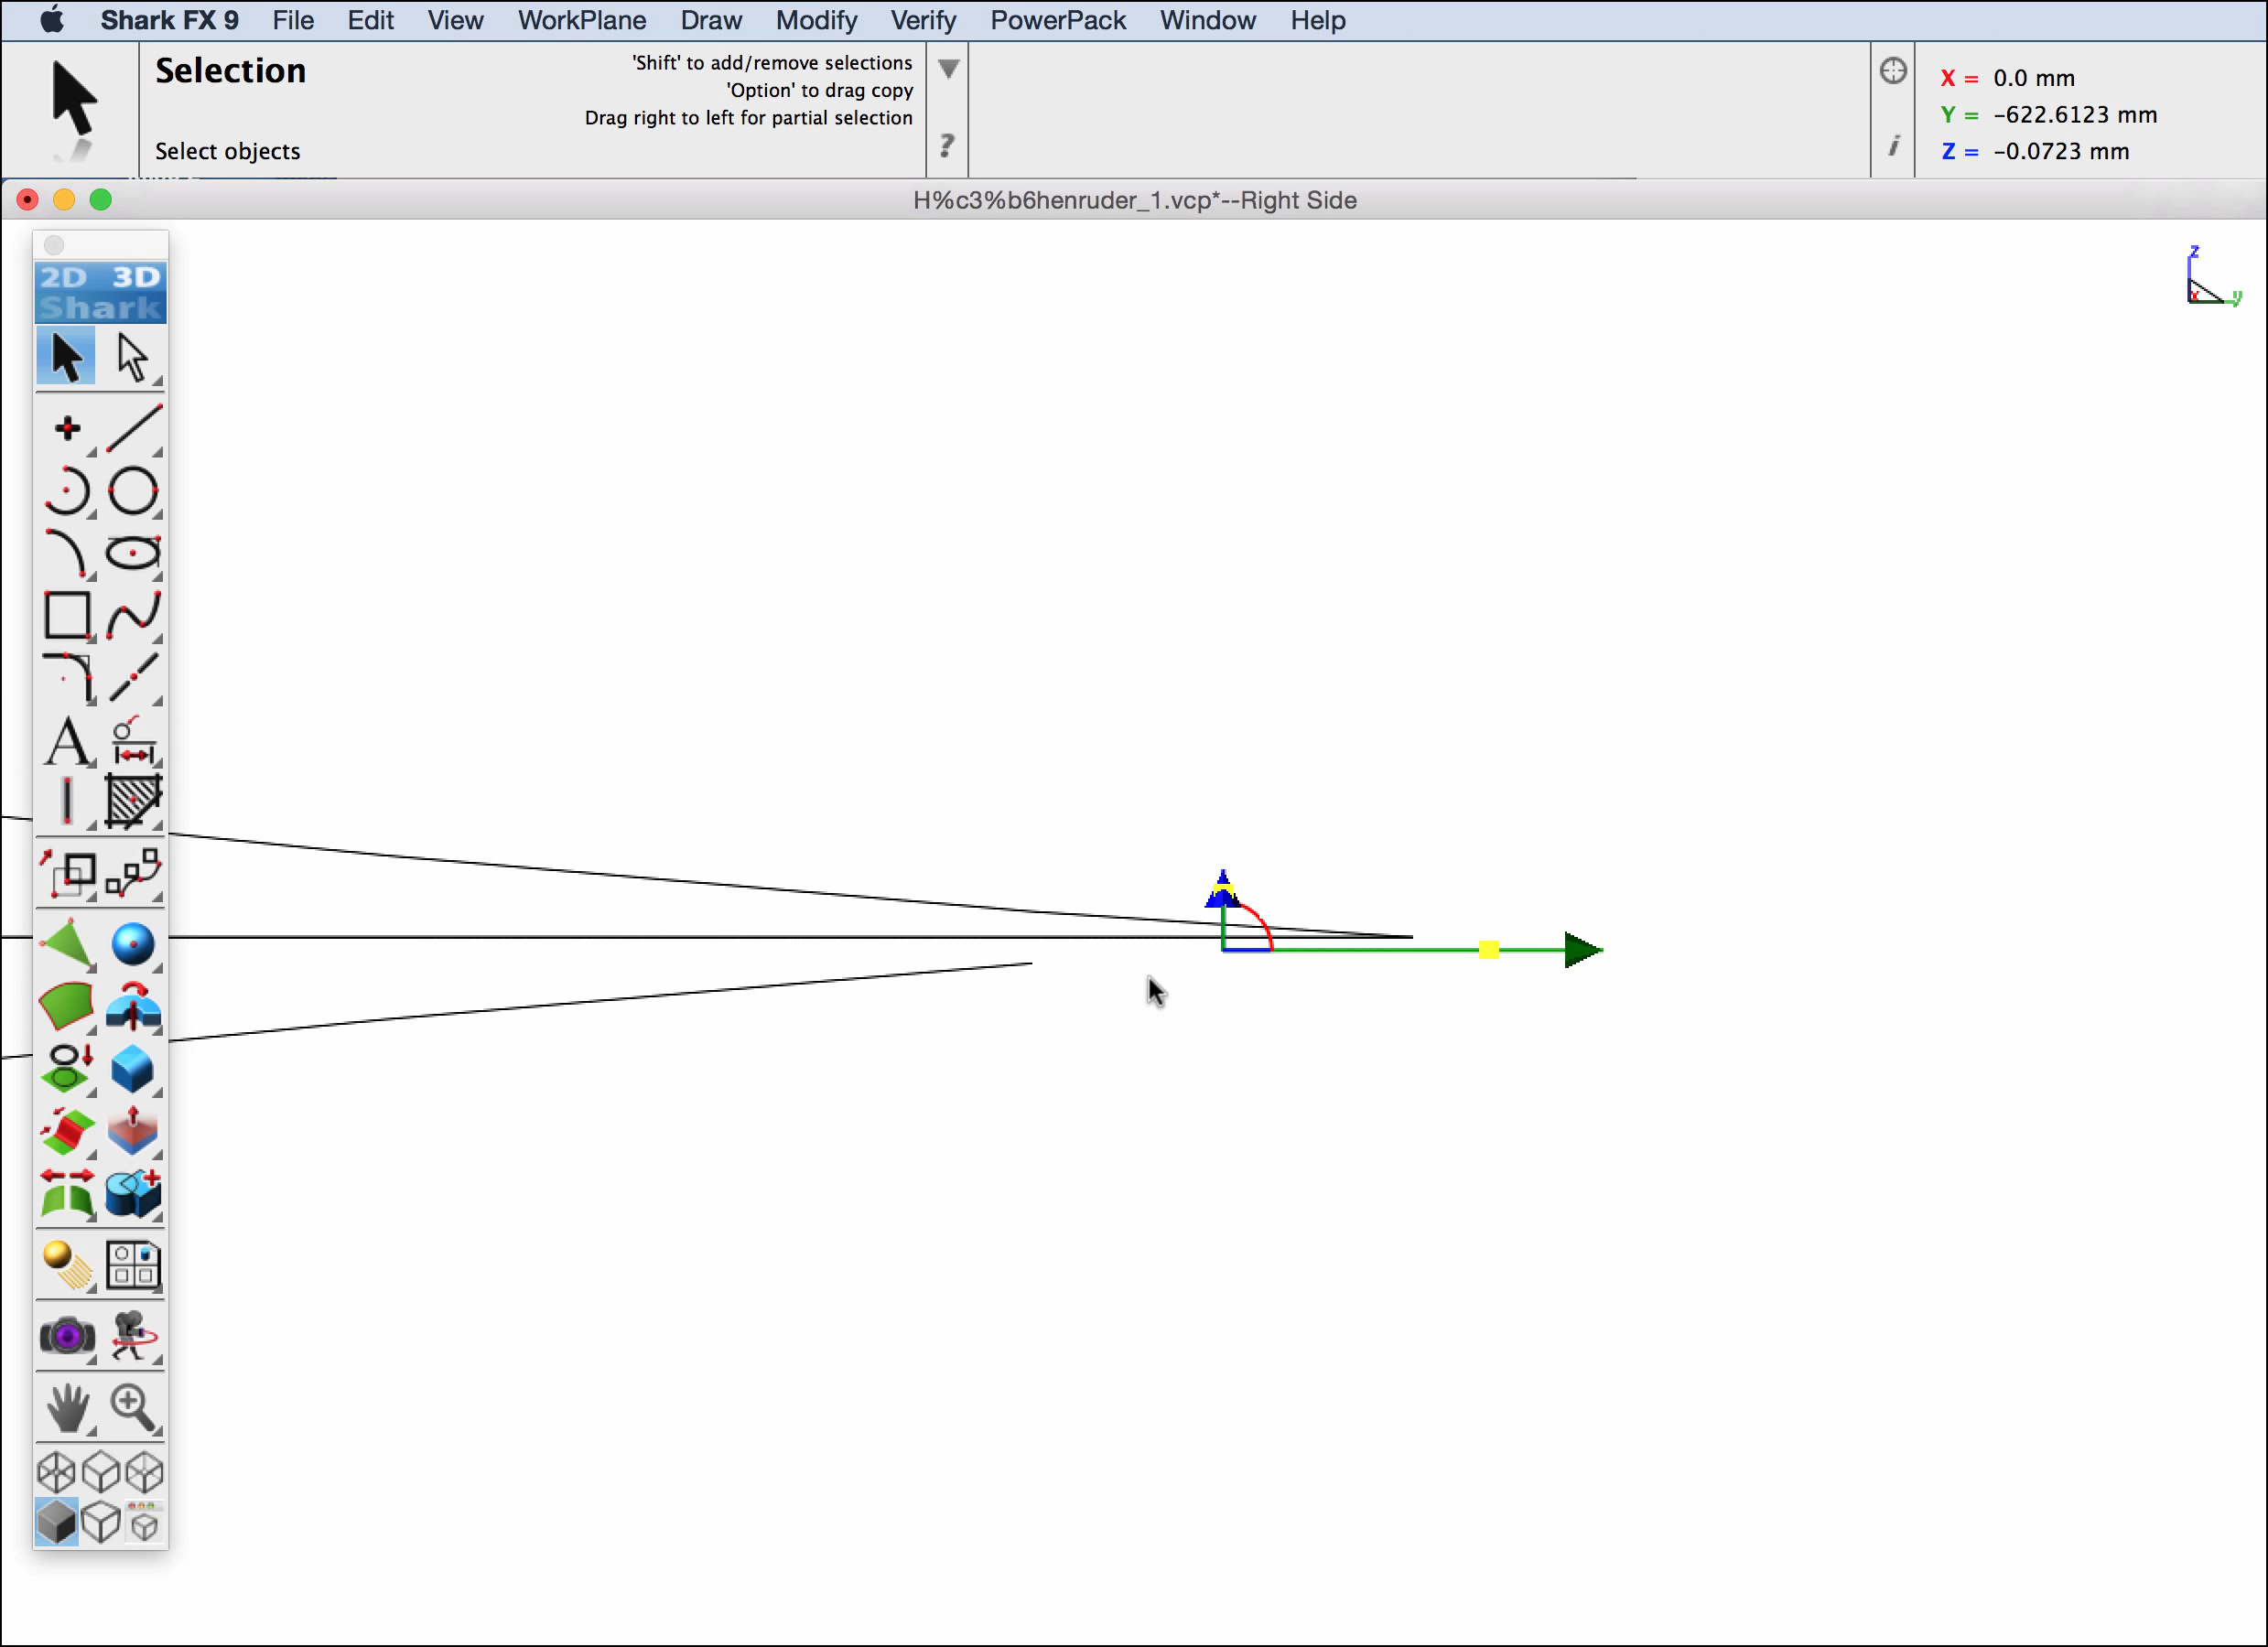 Shark FX 9 File Edit View WorkPlane Draw Modify Verify PowerPack Window Help
Selection
'Shift' to add/remove selections
'Option' to drag copy
Drag right to left for partial selection
Select objects
?
i
X = 0.0 mm
Y = -622.6123 mm
Z = -0.0723 mm
H%c3%b6henruder_1.vcp*--Right Side
2D 3D
Shark
A
z
x
y